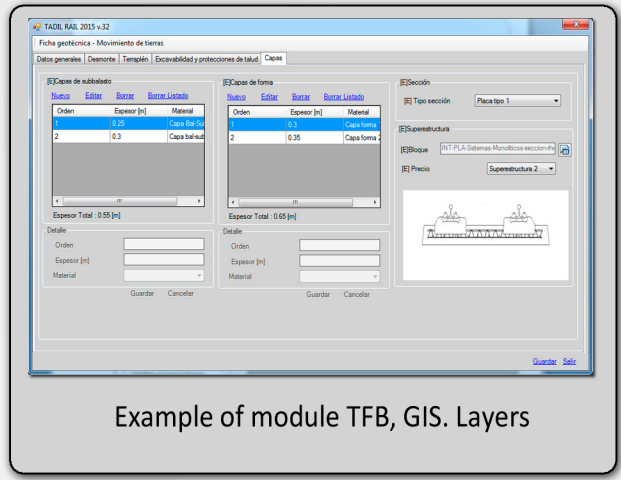 TADIL RAIL 2015 v.32
Ficha geotécnica - Movimiento de tierras
Datos generales Desmonte Terraplén Excavabilidad y protecciones de talud Capas
[E]Capas de subbalasto
Nuevo Editar Borrar Borrar Listado
Orden Espesor [m] Material
1 0.25 Capa Bal-Sul
2 0.3 Capa bal-sub
Espesor Total : 0.55 [m]
Detalle
Orden
Espesor [m]
Material
Guardar Cancelar
[E]Capas de forma
Nuevo Editar Borrar Borrar Listado
Orden Espesor [m] Material
1 0.3 Capa forma 1
2 0.35 Capa forma 2
Espesor Total : 0.65 [m]
Detalle
Orden
Espesor [m]
Material
Guardar Cancelar
[E]Sección
[E] Tipo sección Placa tipo 1
[E]Superestructura
[E]Bloque INT-PLA-Sistemas-Monoliticos-seccion-
[E] Precio Superestructura 2
Guardar Salir
Example of module TFB, GIS. Layers